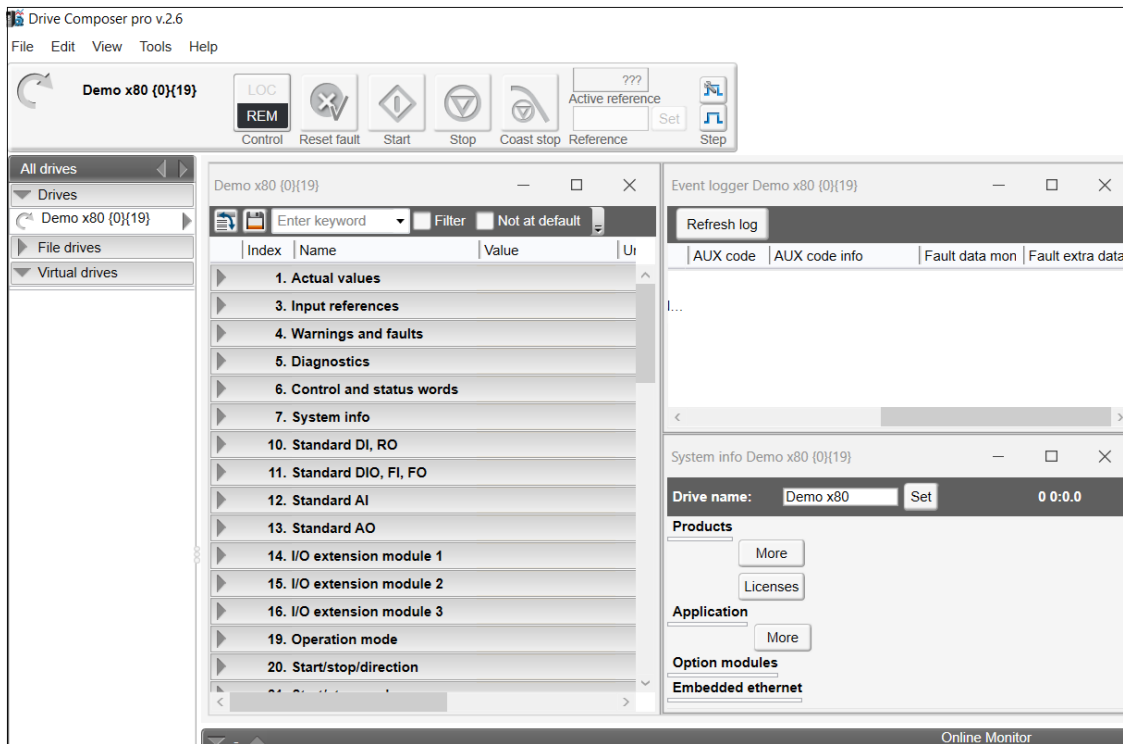 Drive Composer pro v.2.6
File Edit View Tools Help
Demo x80 {0}{19}
LOC
REM
Control
Reset fault
Start
Stop
Coast stop
???
Active reference
Set
Reference
Step
All drives
Drives
Demo x80 {0}{19}
File drives
Virtual drives
Demo x80 {0}{19}
Enter keyword Filter Not at default
Index Name Value
1. Actual values
3. Input references
4. Warnings and faults
5. Diagnostics
6. Control and status words
7. System info
10. Standard DI, RO
11. Standard DIO, FI, FO
12. Standard AI
13. Standard AO
14. I/O extension module 1
15. I/O extension module 2
16. I/O extension module 3
19. Operation mode
20. Start/stop/direction
Event logger Demo x80 {0}{19}
Refresh log
AUX code AUX code info Fault data mon Fault extra data
l...
System info Demo x80 {0}{19}
Drive name: Demo x80 Set 0 0:0.0
Products
More
Licenses
Application
More
Option modules
Embedded ethernet
Online Monitor